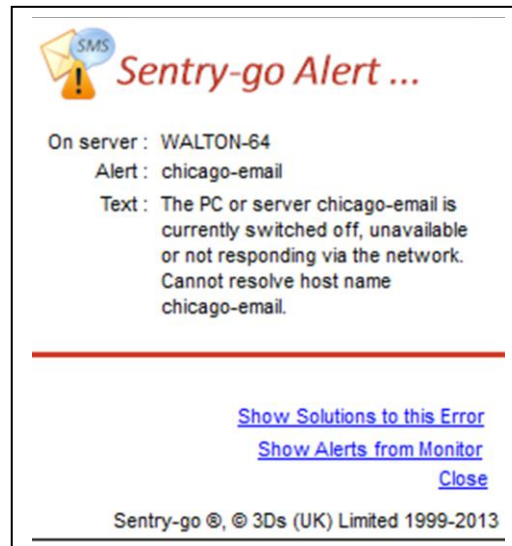 SMS
Sentry-go Alert ...
On server : WALTON-64
Alert : chicago-email
Text : The PC or server chicago-email is
currently switched off, unavailable
or not responding via the network.
Cannot resolve host name
chicago-email.
Show Solutions to this Error
Show Alerts from Monitor
Close
Sentry-go ®, © 3Ds (UK) Limited 1999-2013